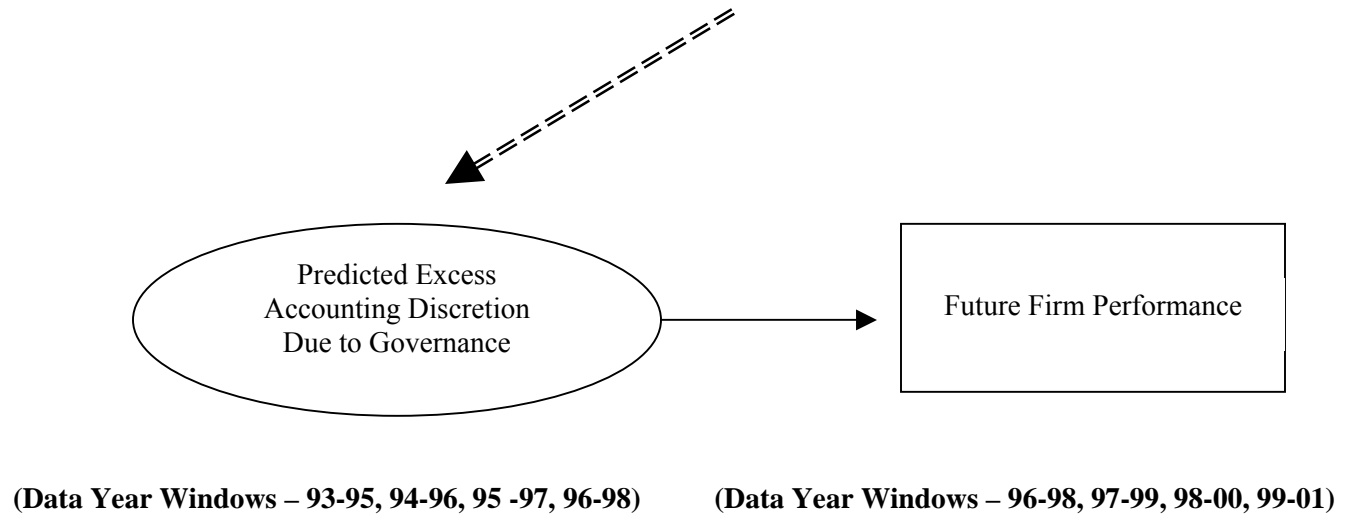 Predicted Excess
Accounting Discretion
Due to Governance
Future Firm Performance
(Data Year Windows – 93-95, 94-96, 95 -97, 96-98)
(Data Year Windows – 96-98, 97-99, 98-00, 99-01)